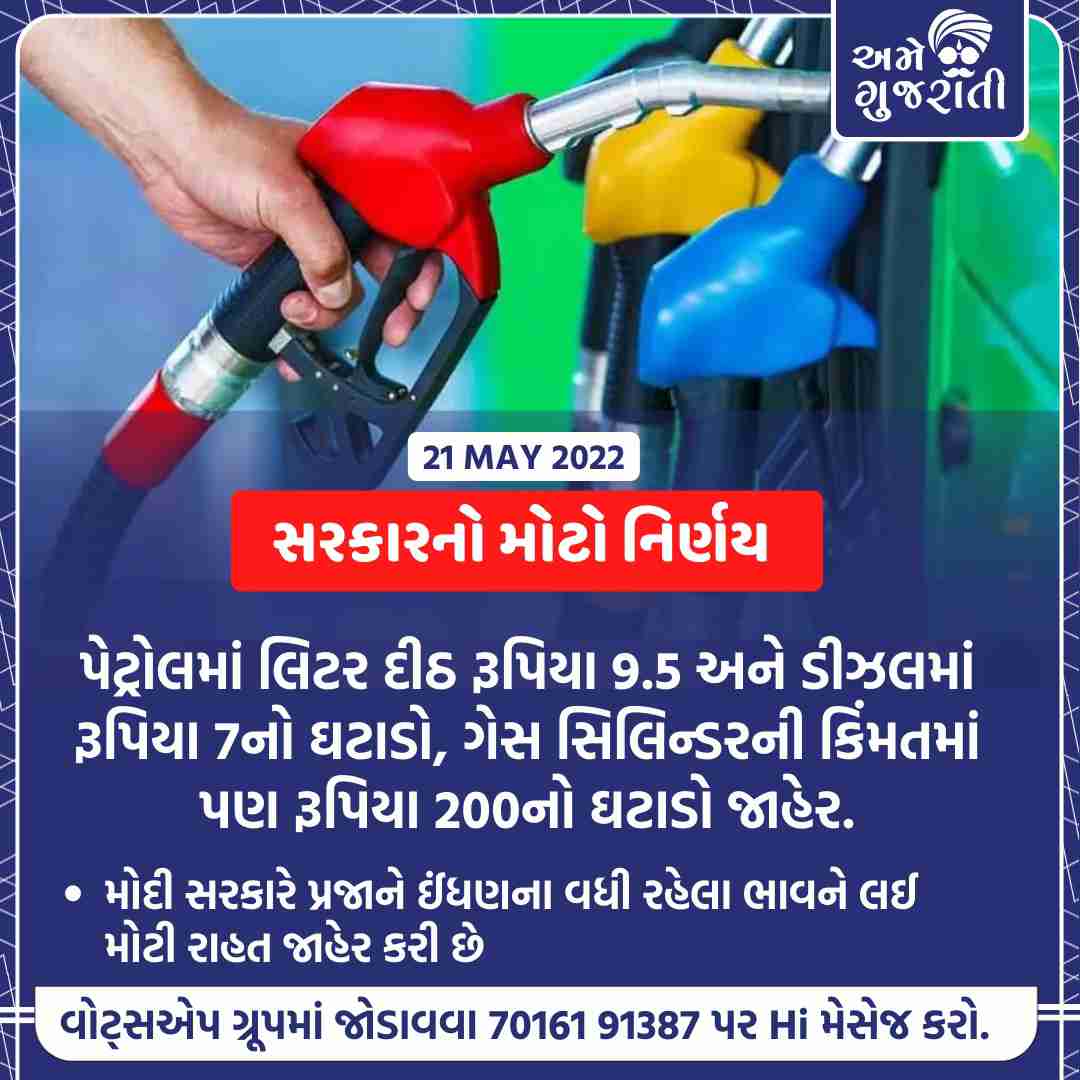 અમે
ગુજરાતી
21 MAY 2022
સરકારનો મોટો નિર્ણય
પેટ્રોલમાં લિટર દીઠ રૂપિયા 9.5 અને ડીઝલમાં
રૂપિયા 7નો ઘટાડો, ગેસ સિલિન્ડરની કિંમતમાં
પણ રૂપિયા 200નો ઘટાડો જાહેર.
• મોદી સરકારે પ્રજાને ઈંધણના વધી રહેલા ભાવને લઈ
મોટી રાહત જાહેર કરી છે
વોટ્સએપ ગ્રૂપમાં જોડાવવા 70161 91387 પર Hi મેસેજ કરો.